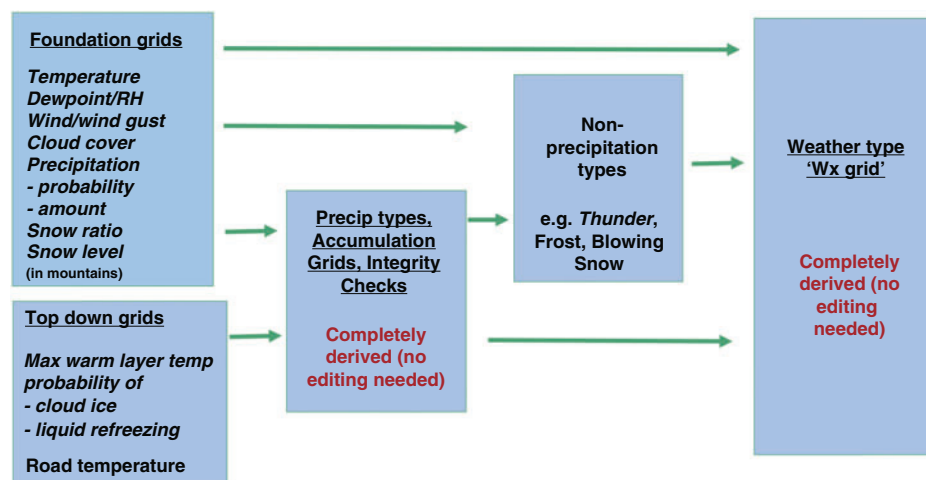 Foundation grids
Temperature
Dewpoint/RH
Wind/wind gust
Cloud cover
Precipitation
- probability
- amount
Snow ratio
Snow level
(in mountains)
Top down grids
Max warm layer temp
probability of
- cloud ice
- liquid refreezing
Road temperature
Precip types,
Accumulation
Grids, Integrity
Checks
Completely
derived (no
editing needed)
Non-
precipitation
types
e.g. Thunder,
Frost, Blowing
Snow
Weather type
‘Wx grid’
Completely
derived (no
editing
needed)